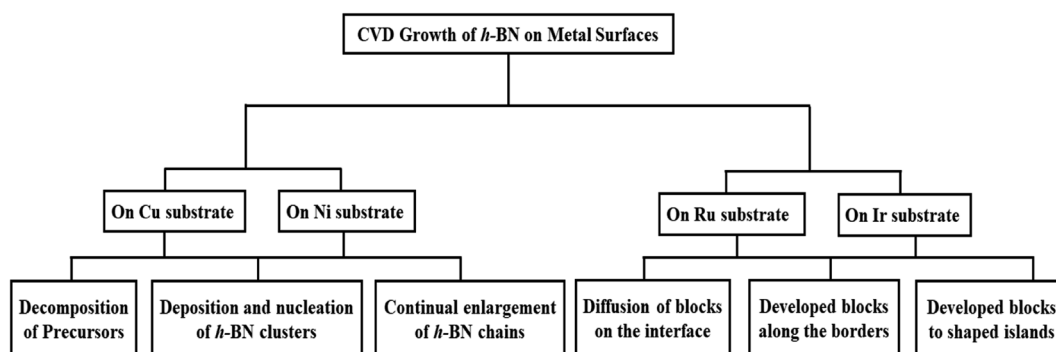 CVD Growth of h-BN on Metal Surfaces
On Cu substrate
On Ni substrate
On Ru substrate
On Ir substrate
Decomposition
of Precursors
Deposition and nucleation
of h-BN clusters
Continual enlargement
of h-BN chains
Diffusion of blocks
on the interface
Developed blocks
along the borders
Developed blocks
to shaped islands